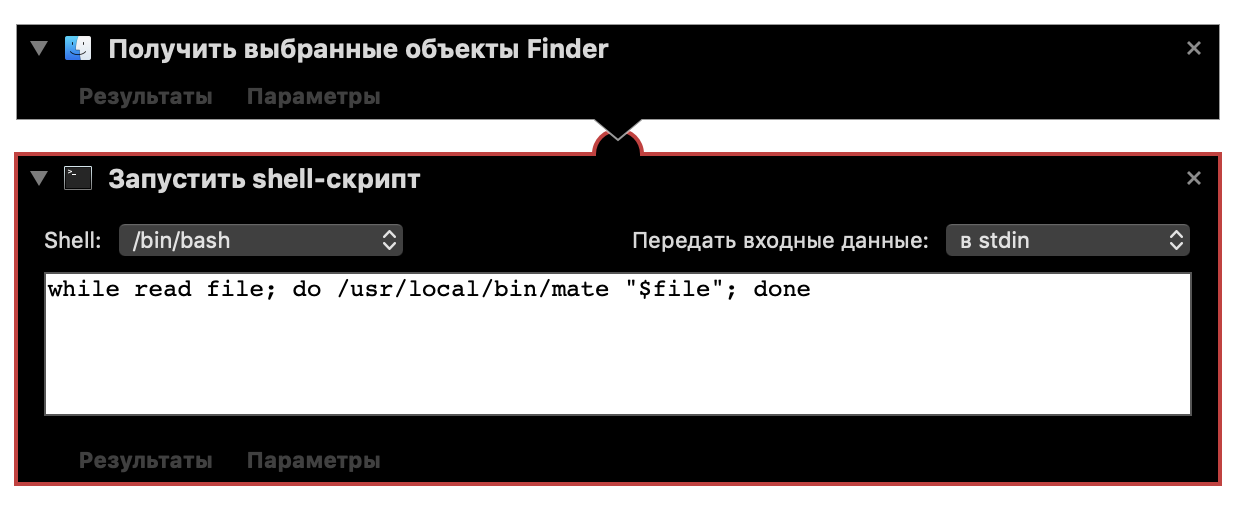 Получить выбранные объекты Finder
Результаты Параметры
Запустить shell-скрипт
Shell: /bin/bash Передать входные данные: в stdin
while read file; do /usr/local/bin/mate "$file"; done
Результаты Параметры